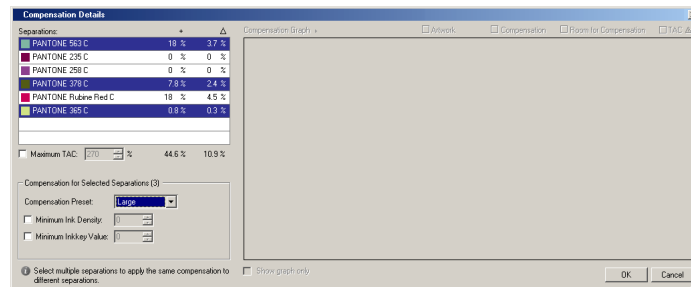 Compensation Details
Separations: + Δ
PANTONE 563 C 18 % 3.7 %
PANTONE 235 C 0 % 0 %
PANTONE 258 C 0 % 0 %
PANTONE 378 C 7.8 % 2.4 %
PANTONE Rubine Red C 18 % 4.5 %
PANTONE 365 C 0.8 % 0.3 %
Maximum TAC: 270 % 44.6 % 10.9 %
Compensation for Selected Separations (3)
Compensation Preset: Large
Minimum Ink Density: 0
Minimum Inkkey Value: 0
Select multiple separations to apply the same compensation to
different separations.
Compensation Graph Artwork Compensation Room for Compensation TAC
Show graph only
OK Cancel